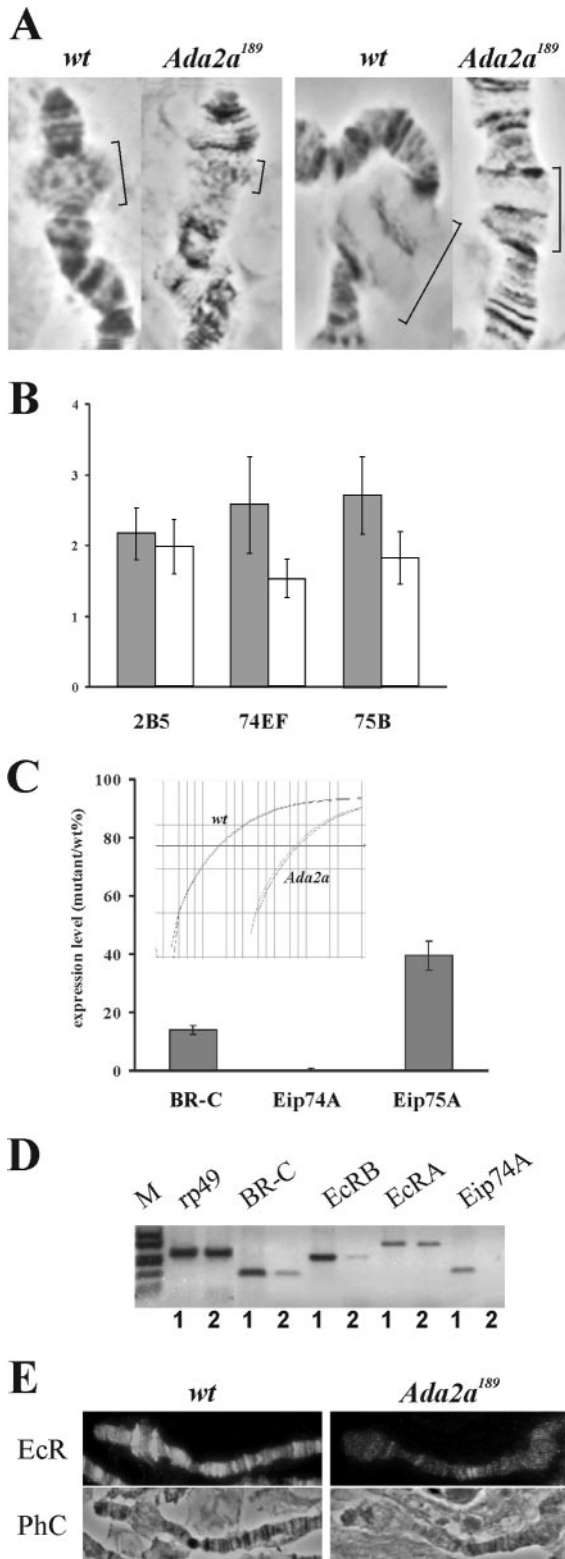 A
wt Ada2a¹⁸⁹ wt Ada2a¹⁸⁹
B
4
3
2
1
0
2B5 74EF 75B
C
expression level (mutant/wt%)
100
80
60
40
20
0
wt
Ada2a
BR-C Eip74A Eip75A
D
M rp49 BR-C EcRB EcRA Eip74A
1 2 1 2 1 2 1 2 1 2
E
wt Ada2a¹⁸⁹
EcR
PhC